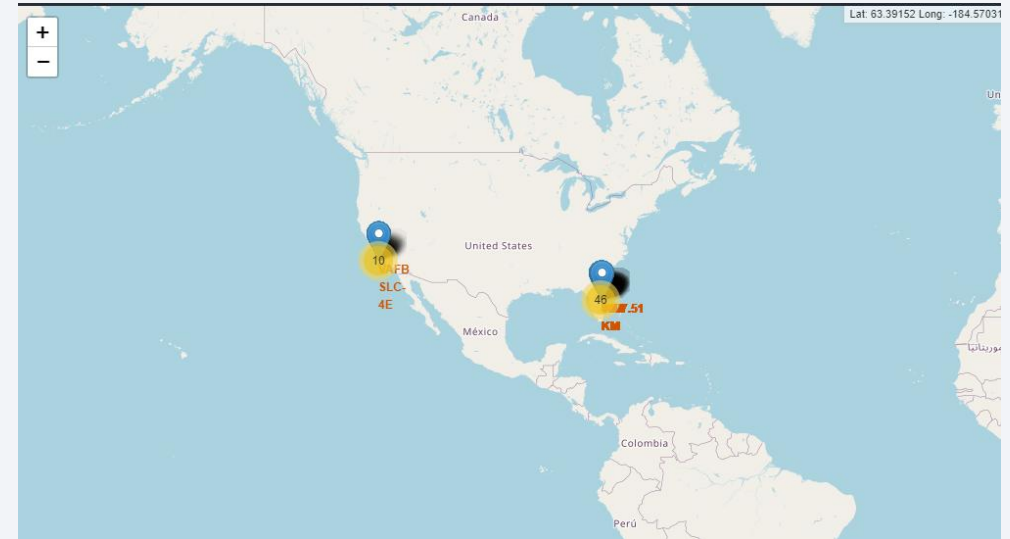 Canada
Lat: 63.39152 Long: -184.57031
+
−
Un
United States
10
AFB
SLC-
4E
46
.51
KM
México
موريتانيا
Colombia
Perú